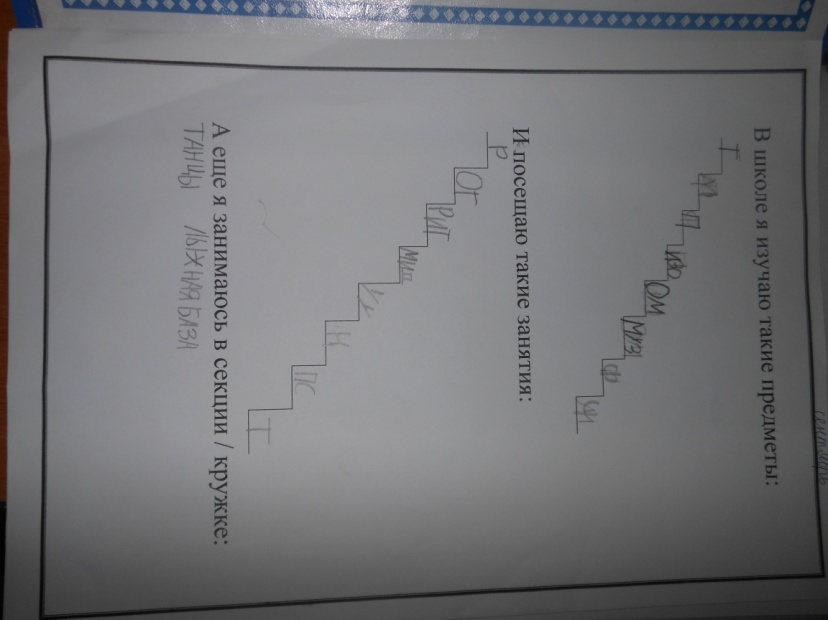 сентябрь
В школе я изучаю такие предметы:
Т
П
ИЗО
ОМ
МУЗ
Ф
И посещаю такие занятия:
Р
ОГ
РИТ
Н
ПС
Т
А еще я занимаюсь в секции / кружке:
ТАНЦЫ ЛЫЖНАЯ БАЗА